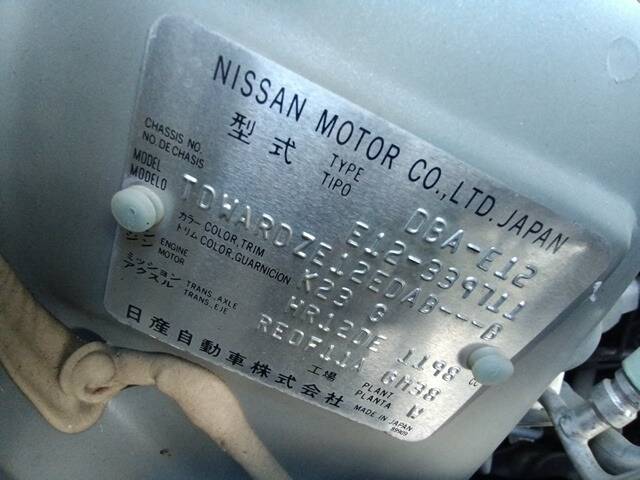 NISSAN MOTOR CO.,LTD. JAPAN
型式 TYPE TIPO DBA-E12
CHASSIS NO. NO.DE CHASIS E12-339711
MODEL MODELO TDWARDZE12EDAB---B
カラー トリム COLOR,TRIM COLOR,GUARNICION K23 G
ジン ENGINE MOTOR HR12DE 1198 CC
ミッション アクスル TRANS.,AXLE TRANS.,EJE RE0F11A GH38
工場 PLANT PLANTA U
日産自動車株式会社 MADE IN JAPAN